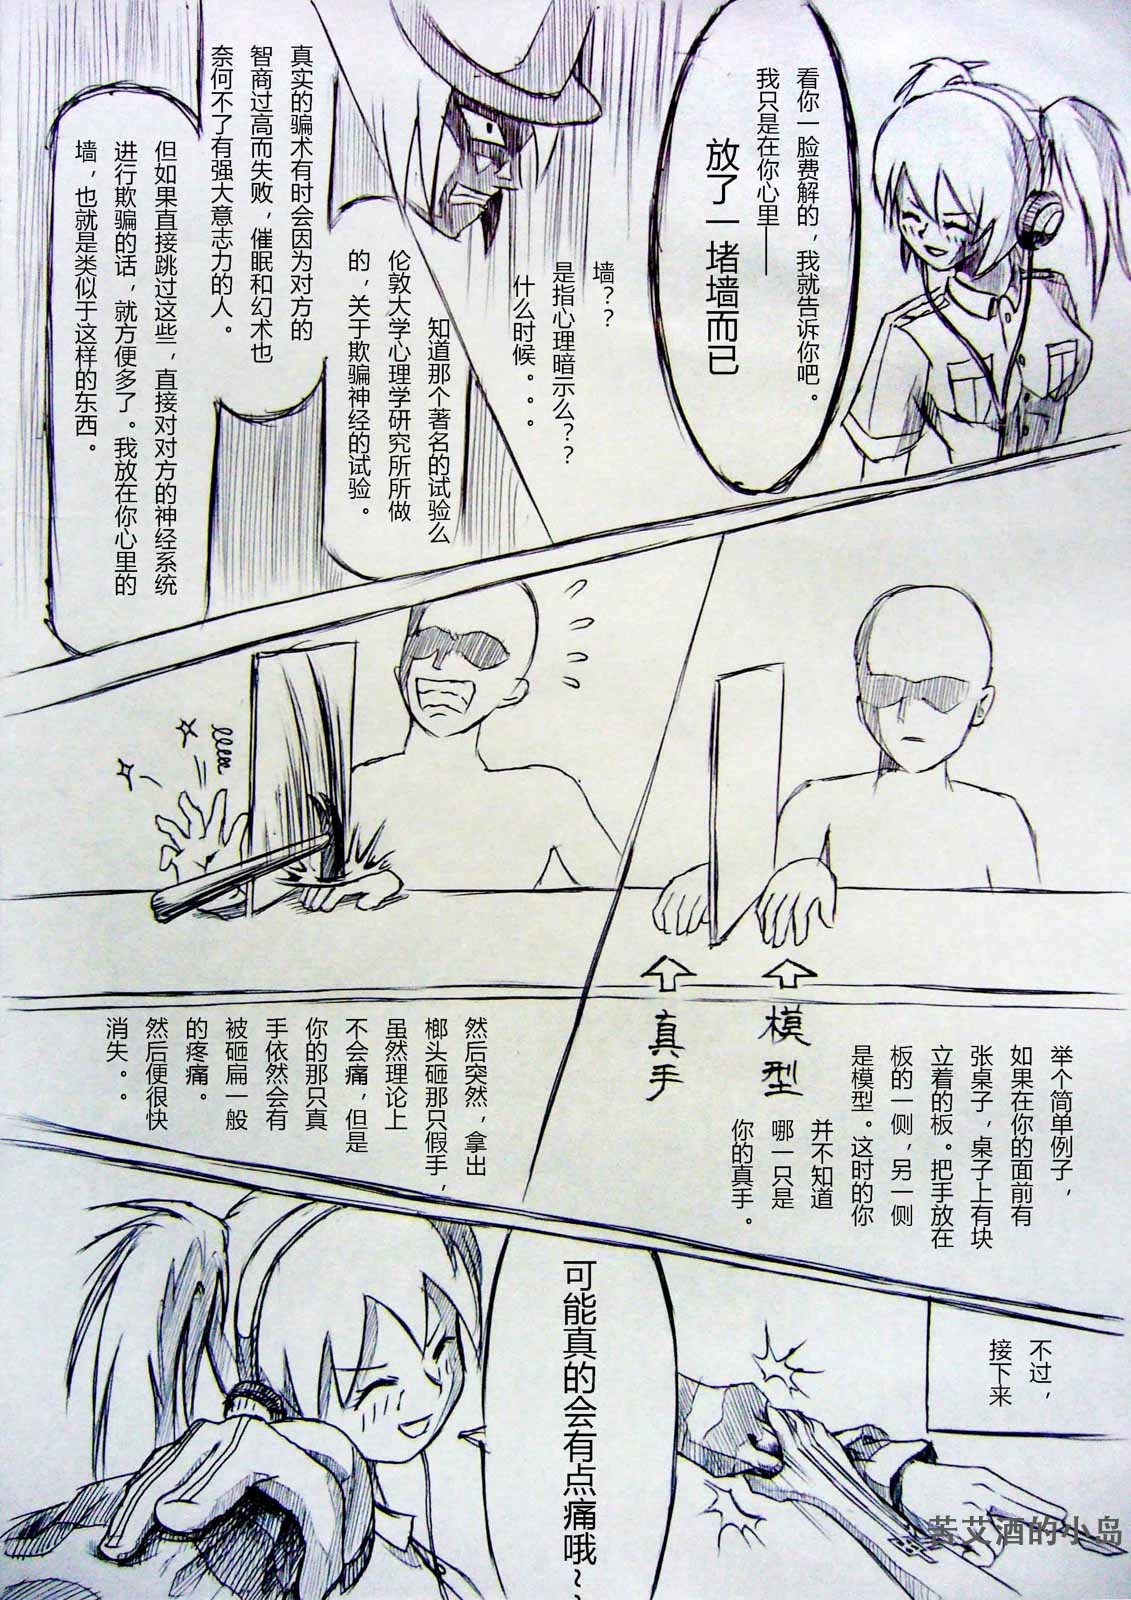 看你一脸费解的，我就告诉你吧。
我只是在你心里——
放了一堵墙而已
墙？？
是指心理暗示么？？
什么时候。。。
知道那个著名的试验么
伦敦大学心理学研究所所做
的，关于欺骗神经的试验。
真实的骗术有时会因为对方的
智商过高而失败，催眠和幻术也
奈何不了有强大意志力的人。
但如果直接跳过这些，直接对对方的神经系统
进行欺骗的话，就方便多了。我放在你心里的
墙，也就是类似于这样的东西。
模型
真手
举个简单例子，
如果在你的面前有
张桌子，桌子上有块
立着的板。把手放在
板的一侧，另一侧
是模型。这时的你
并不知道
哪一只是
你的真手。
然后突然，拿出
榔头砸那只假手，
虽然理论上
不会痛，但是
你的那只真
手依然会有
被砸扁一般
的疼痛。
然后便很快
消失。。
不过，
接下来
可能真的会有点痛哦~~
苦艾酒的小岛